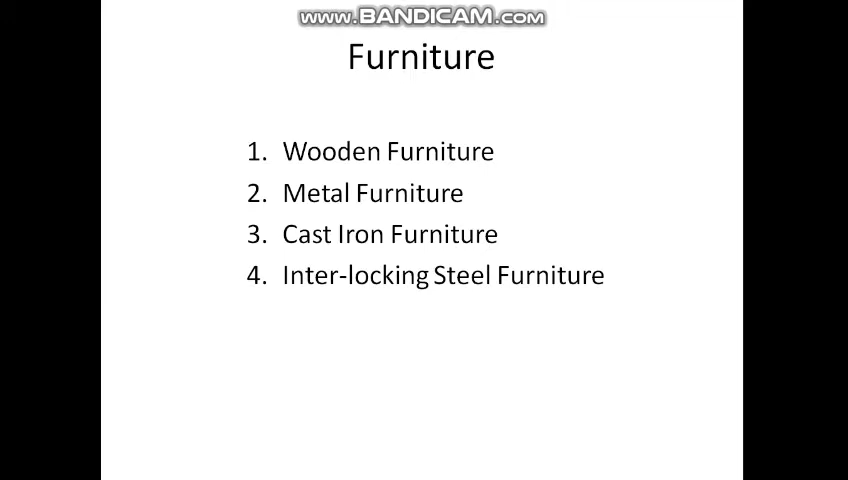 www.BANDICAM.com
Furniture
1. Wooden Furniture
2. Metal Furniture
3. Cast Iron Furniture
4. Inter-locking Steel Furniture